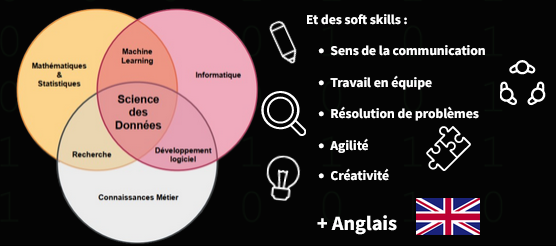 Mathématiques
&
Statistiques
Machine
Learning
Informatique
Science
des
Données
Recherche
Développement
logiciel
Connaissances Métier
Et des soft skills :
• Sens de la communication
• Travail en équipe
• Résolution de problèmes
• Agilité
• Créativité
+ Anglais